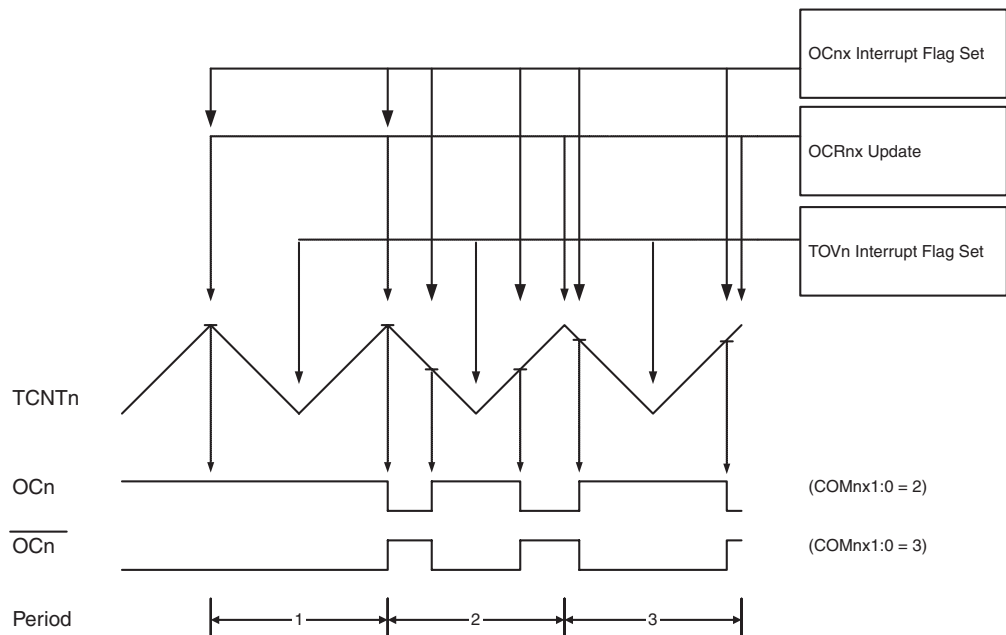 OCnx Interrupt Flag Set
OCRnx Update
TOVn Interrupt Flag Set
TCNTn
OCn
(COMnx1:0 = 2)
OCn
(COMnx1:0 = 3)
Period
1
2
3